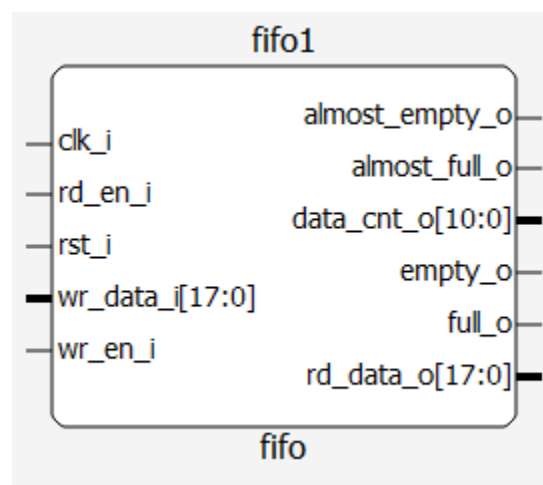 fifo1
clk_i
rd_en_i
rst_i
wr_data_i[17:0]
wr_en_i
almost_empty_o
almost_full_o
data_cnt_o[10:0]
empty_o
full_o
rd_data_o[17:0]
fifo